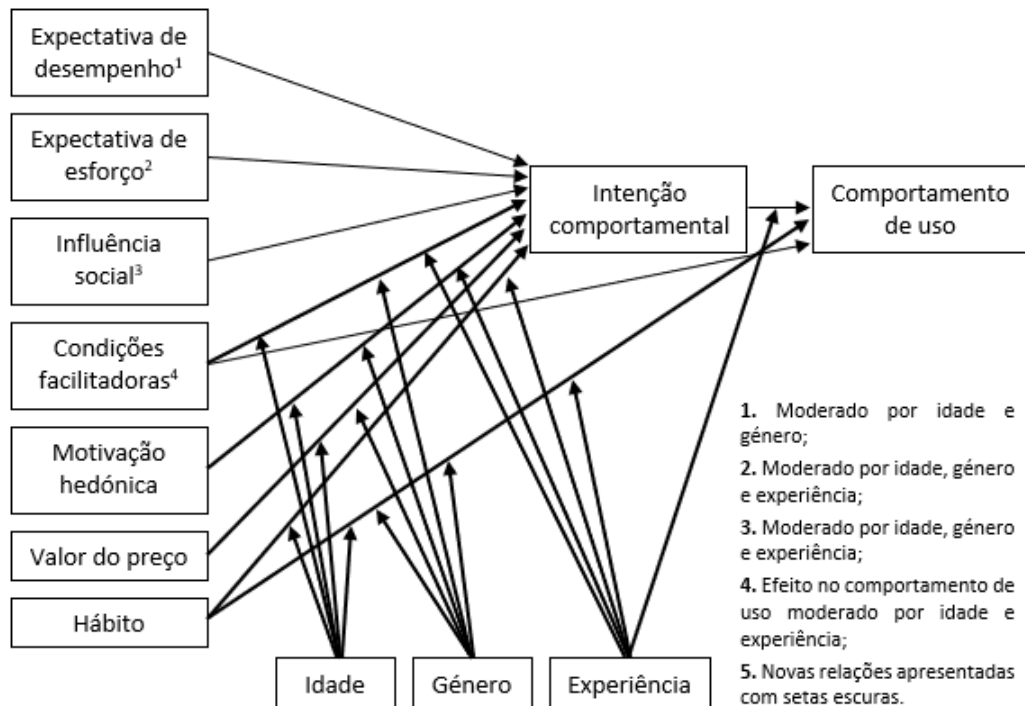 Expectativa de
desempenho¹
Expectativa de
esforço²
Influência
social³
Condições
facilitadoras⁴
Motivação
hedónica
Valor do preço
Hábito
Intenção
comportamental
Comportamento
de uso
Idade
Género
Experiência
1. Moderado por idade e
género;
2. Moderado por idade, género
e experiência;
3. Moderado por idade, género
e experiência;
4. Efeito no comportamento de
uso moderado por idade e
experiência;
5. Novas relações apresentadas
com setas escuras.